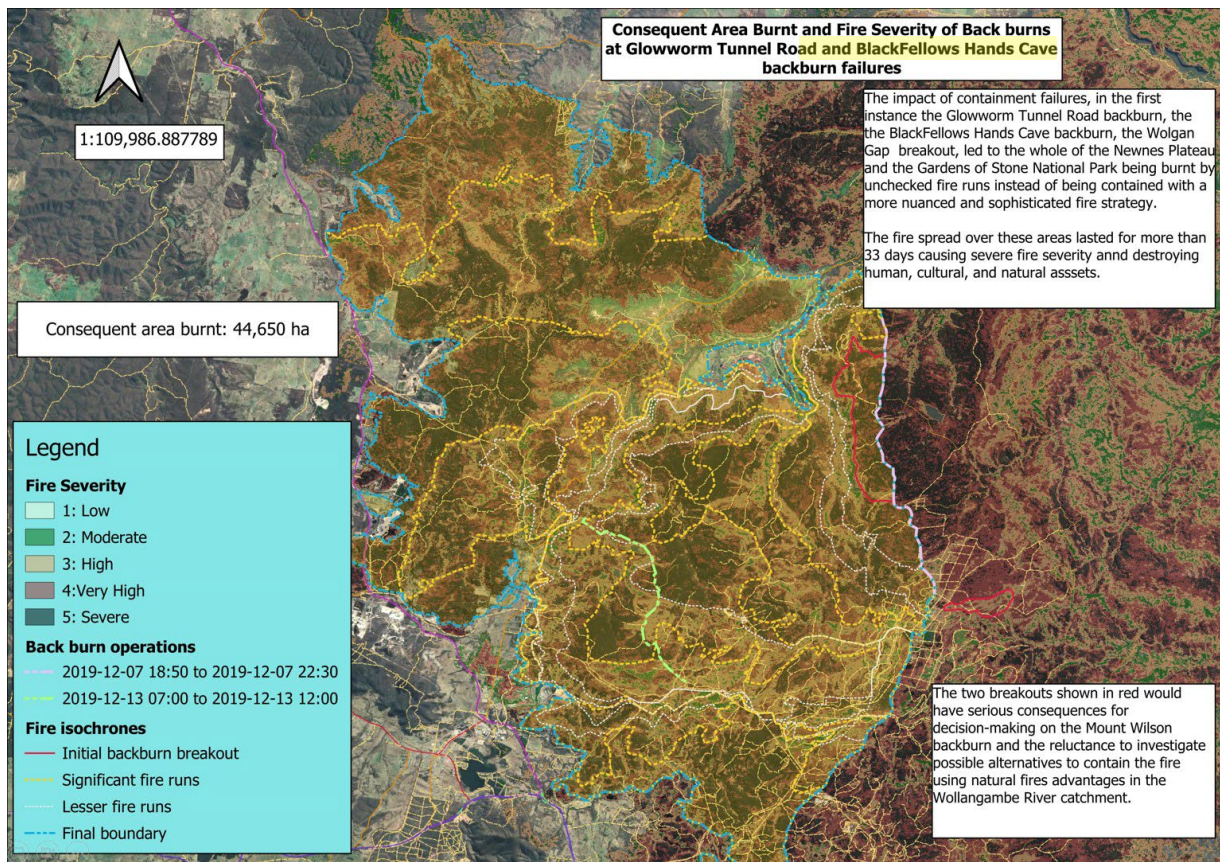 Consequent Area Burnt and Fire Severity of Back burns
at Glowworm Tunnel Road and BlackFellows Hands Cave
backburn failures
1:109,986.887789
The impact of containment failures, in the first
instance the Glowworm Tunnel Road backburn, the
the BlackFellows Hands Cave backburn, the Wolgan
Gap breakout, led to the whole of the Newnes Plateau
and the Gardens of Stone National Park being burnt by
unchecked fire runs instead of being contained with a
more nuanced and sophisticated fire strategy.
The fire spread over these areas lasted for more than
33 days causing severe fire severity annd destroying
human, cultural, and natural asssets.
Consequent area burnt: 44,650 ha
Legend
Fire Severity
1: Low
2: Moderate
3: High
4:Very High
5: Severe
Back burn operations
2019-12-07 18:50 to 2019-12-07 22:30
2019-12-13 07:00 to 2019-12-13 12:00
Fire isochrones
Initial backburn breakout
Significant fire runs
Lesser fire runs
Final boundary
The two breakouts shown in red would
have serious consequences for
decision-making on the Mount Wilson
backburn and the reluctance to investigate
possible alternatives to contain the fire
using natural fires advantages in the
Wollangambe River catchment.